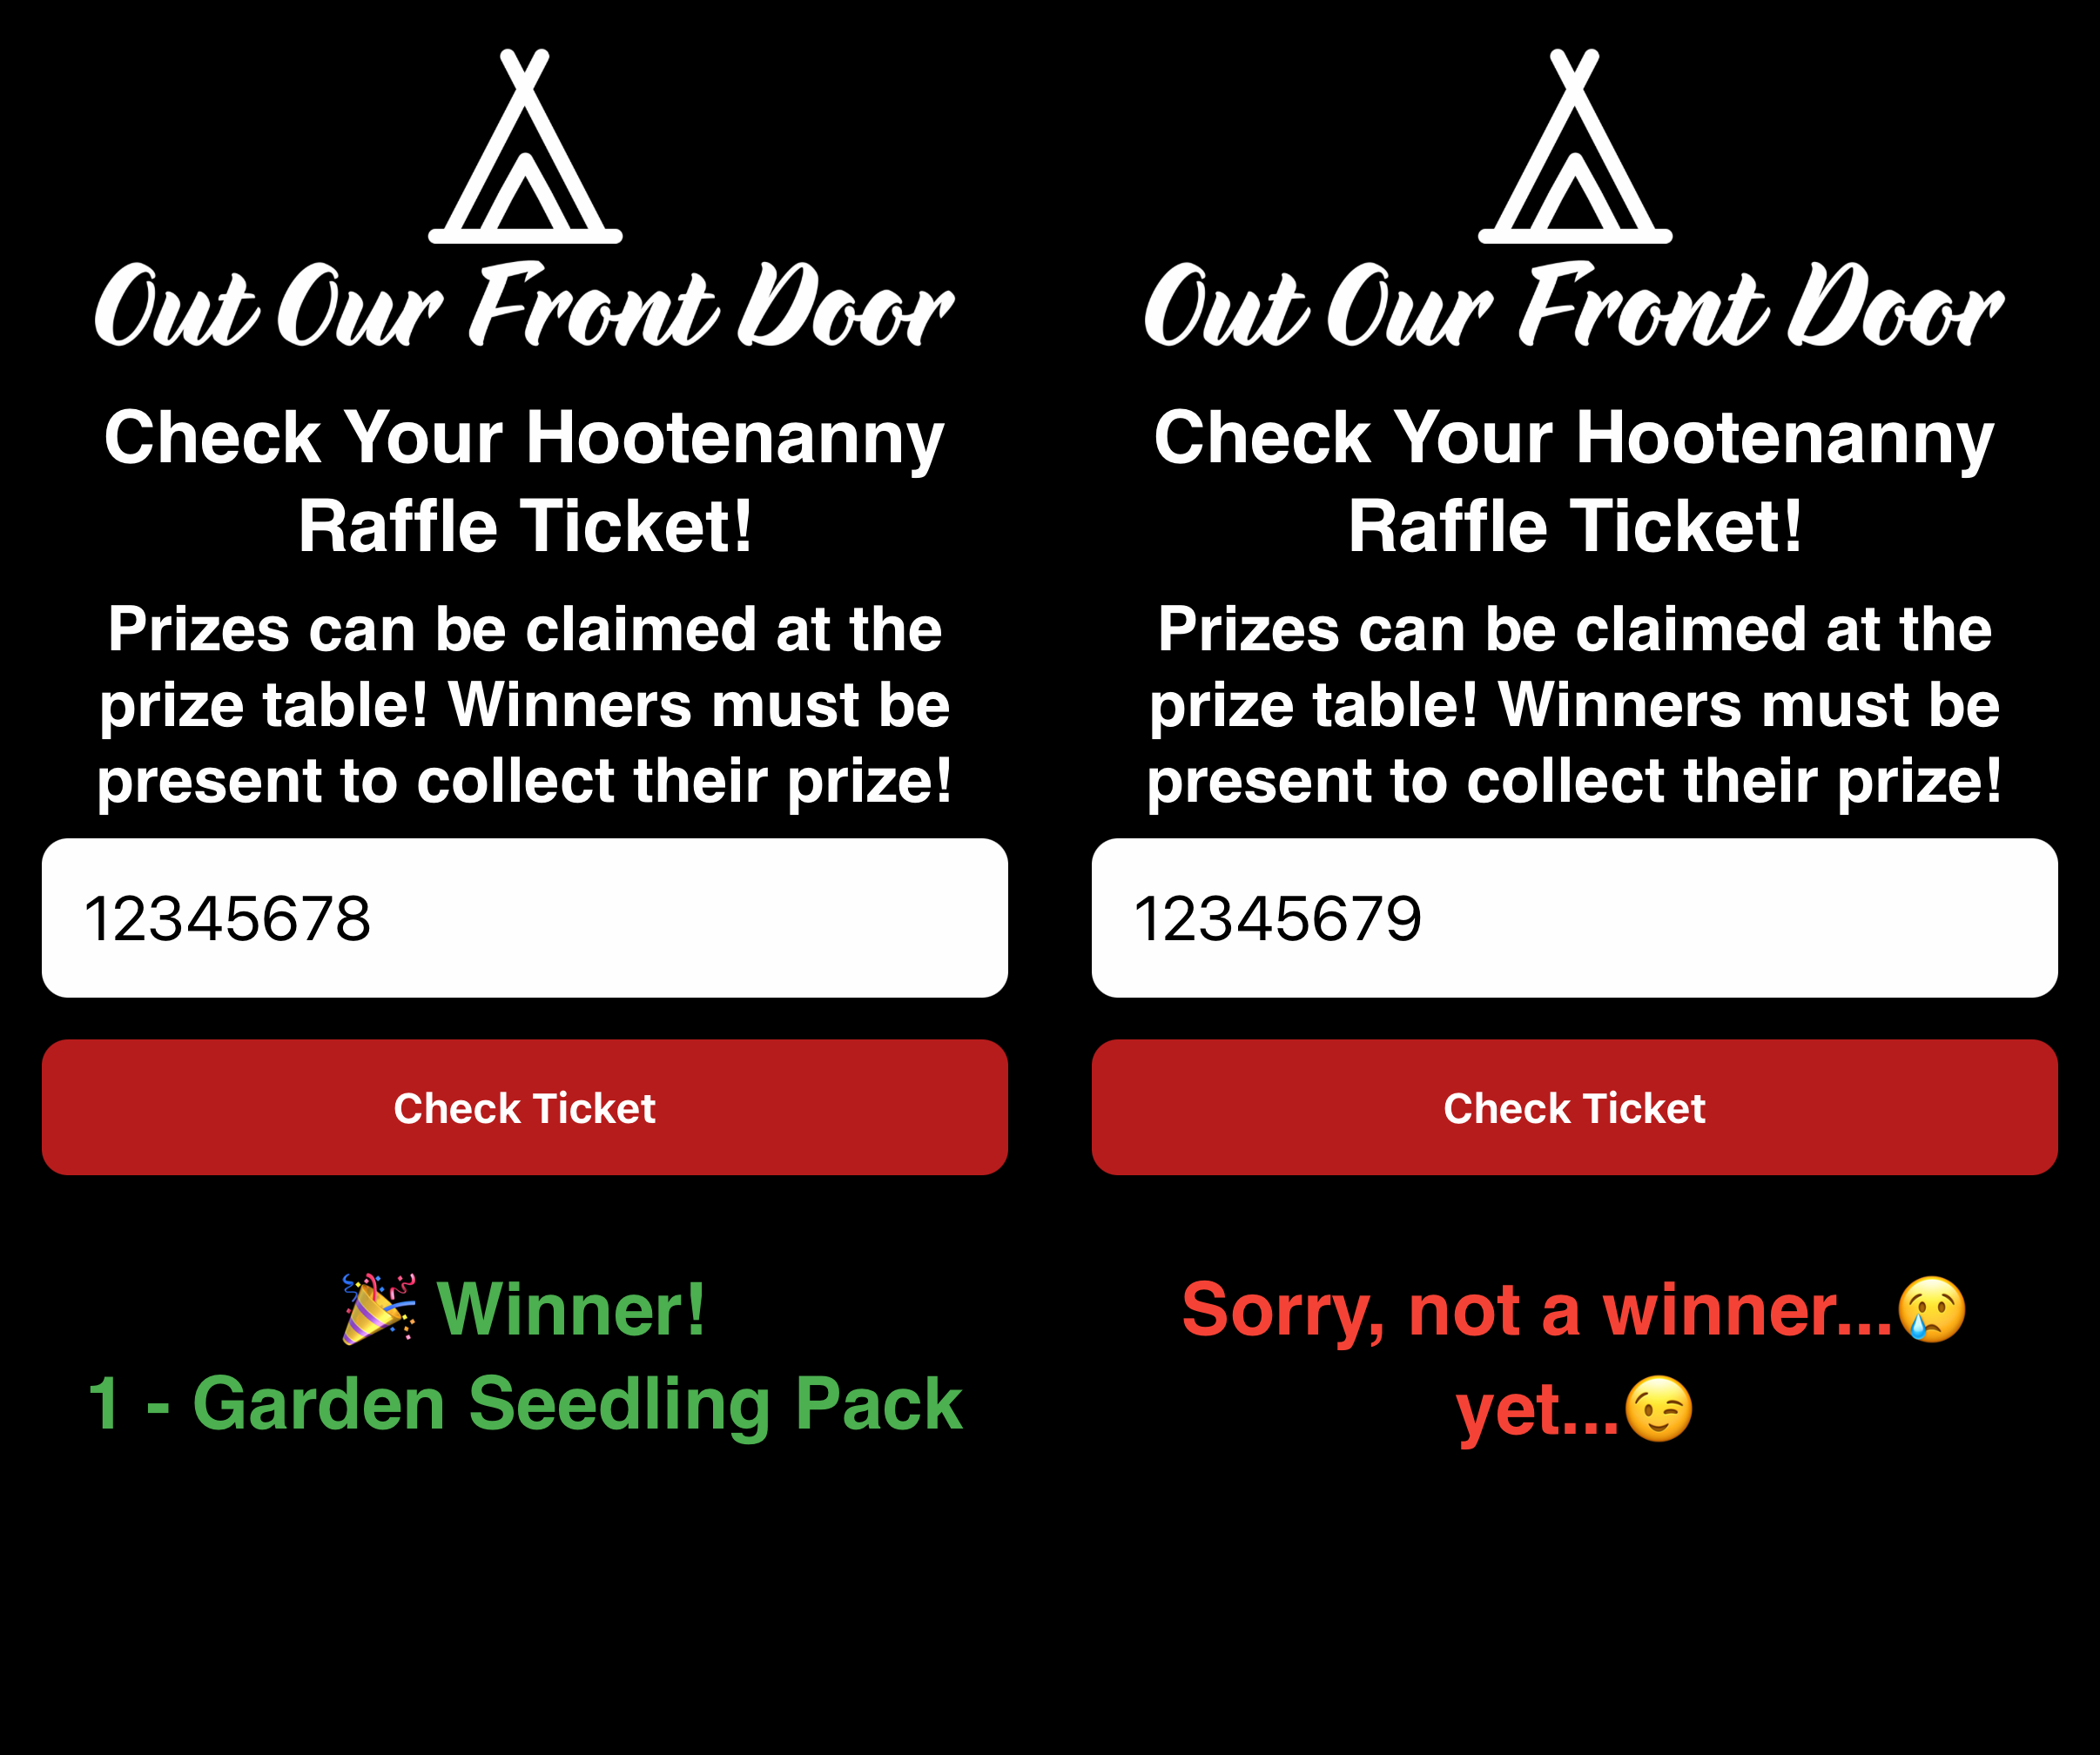 Out Our Front Door
Check Your Hootenanny
Raffle Ticket!
Prizes can be claimed at the
prize table! Winners must be
present to collect their prize!
12345678
Check Ticket
🎉 Winner!
1 - Garden Seedling Pack
Out Our Front Door
Check Your Hootenanny
Raffle Ticket!
Prizes can be claimed at the
prize table! Winners must be
present to collect their prize!
12345679
Check Ticket
Sorry, not a winner...😢
yet...😉